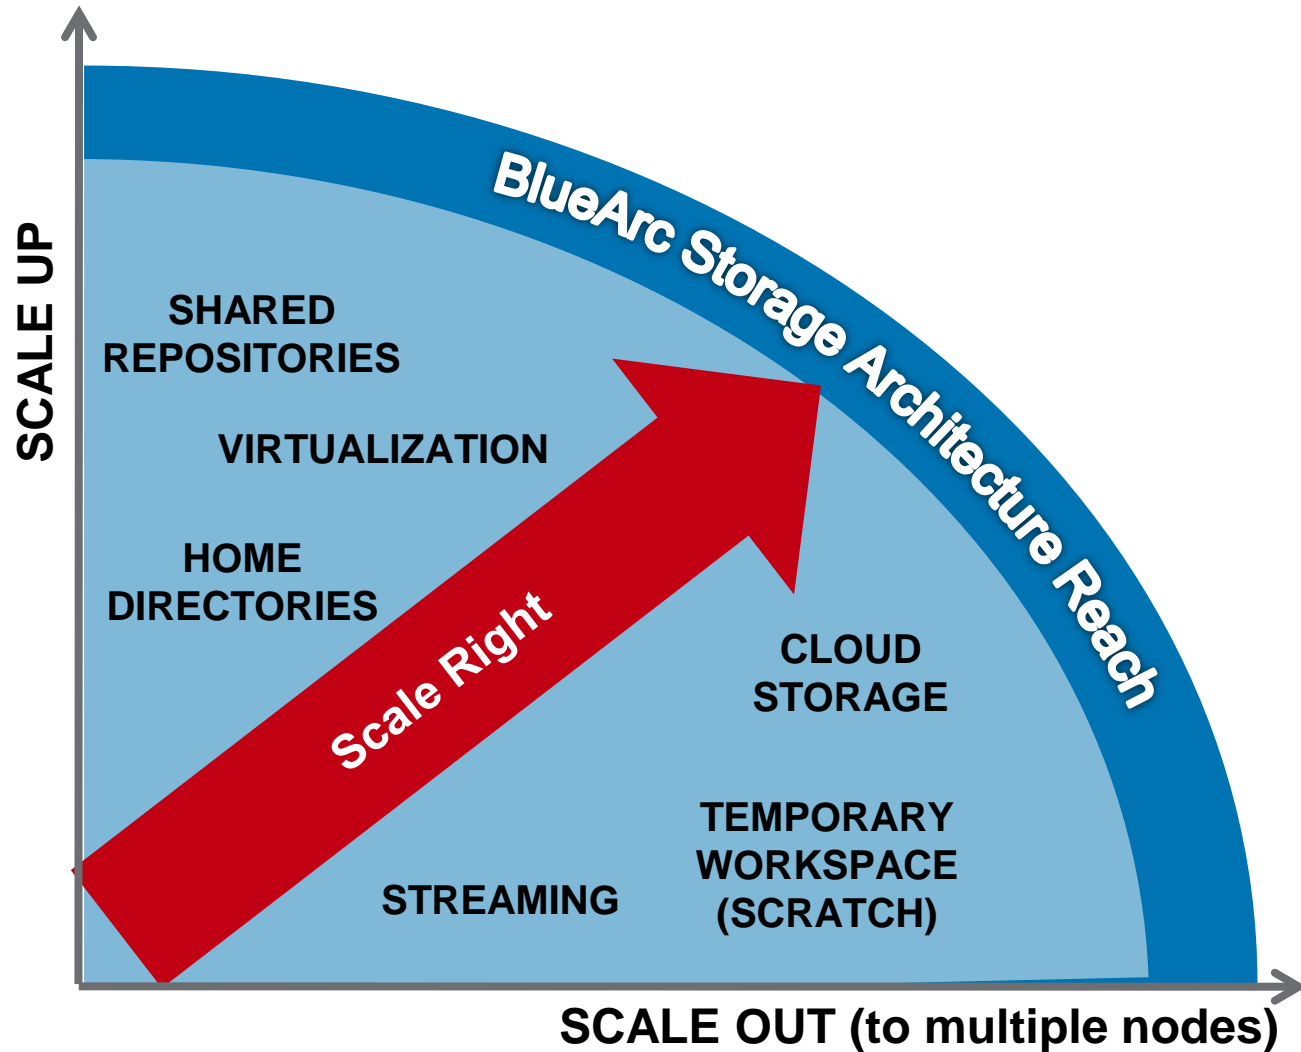 BlueArc Storage Architecture Reach
SCALE UP
SHARED
REPOSITORIES
VIRTUALIZATION
HOME
DIRECTORIES
Scale Right
CLOUD
STORAGE
TEMPORARY
WORKSPACE
(SCRATCH)
STREAMING
SCALE OUT (to multiple nodes)